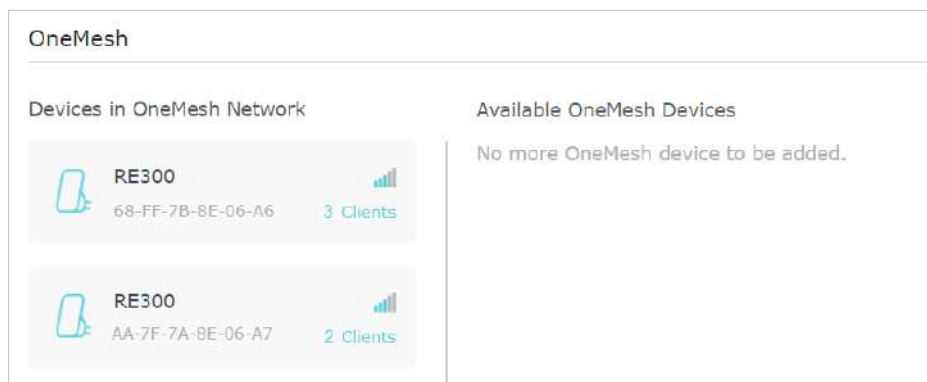 OneMesh
Devices in OneMesh Network
RE300
68-FF-7B-8E-06-A6
3 Clients
RE300
AA-7F-7A-8E-06-A7
2 Clients
Available OneMesh Devices
No more OneMesh device to be added.